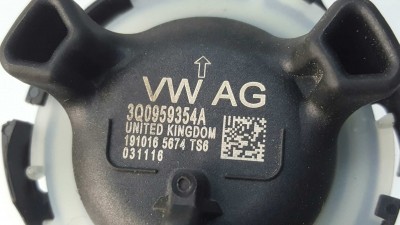 VW AG
3Q0959354A
UNITED KINGDOM
191016 5674 TS6
031116